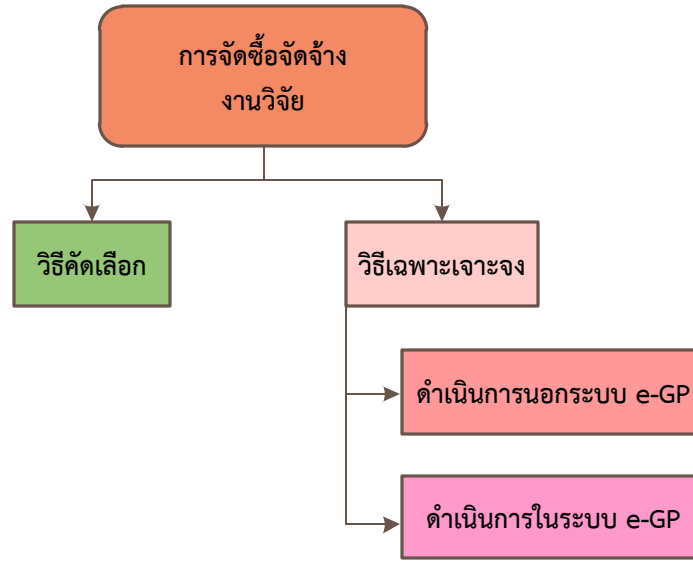 การจัดซื้อจัดจ้าง
งานวิจัย
วิธีคัดเลือก
วิธีเฉพาะเจาะจง
ดำเนินการนอกระบบ e-GP
ดำเนินการในระบบ e-GP